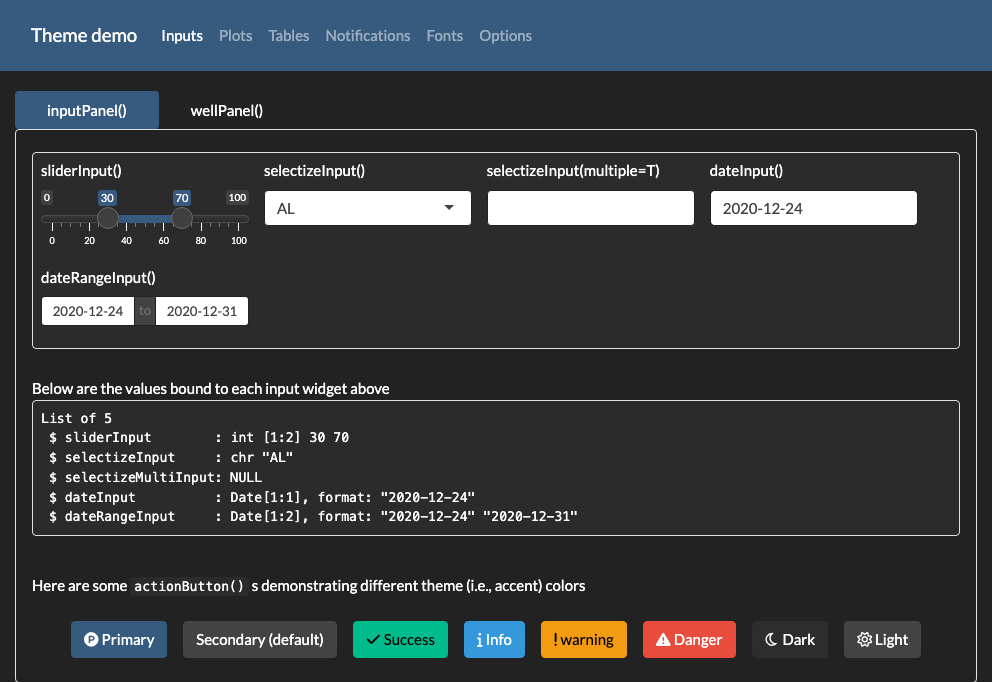 Theme demo Inputs Plots Tables Notifications Fonts Options
inputPanel() wellPanel()
sliderInput() selectizeInput() selectizeInput(multiple=T) dateInput()
0 30 70 100
AL 2020-12-24
0 20 40 60 80 100
dateRangeInput()
2020-12-24 to 2020-12-31
Below are the values bound to each input widget above
List of 5
$ sliderInput : int [1:2] 30 70
$ selectizeInput : chr "AL"
$ selectizeMultiInput: NULL
$ dateInput : Date[1:1], format: "2020-12-24"
$ dateRangeInput : Date[1:2], format: "2020-12-24" "2020-12-31"
Here are some actionButton() s demonstrating different theme (i.e., accent) colors
P Primary Secondary (default) Success i Info ! warning Danger Dark Light